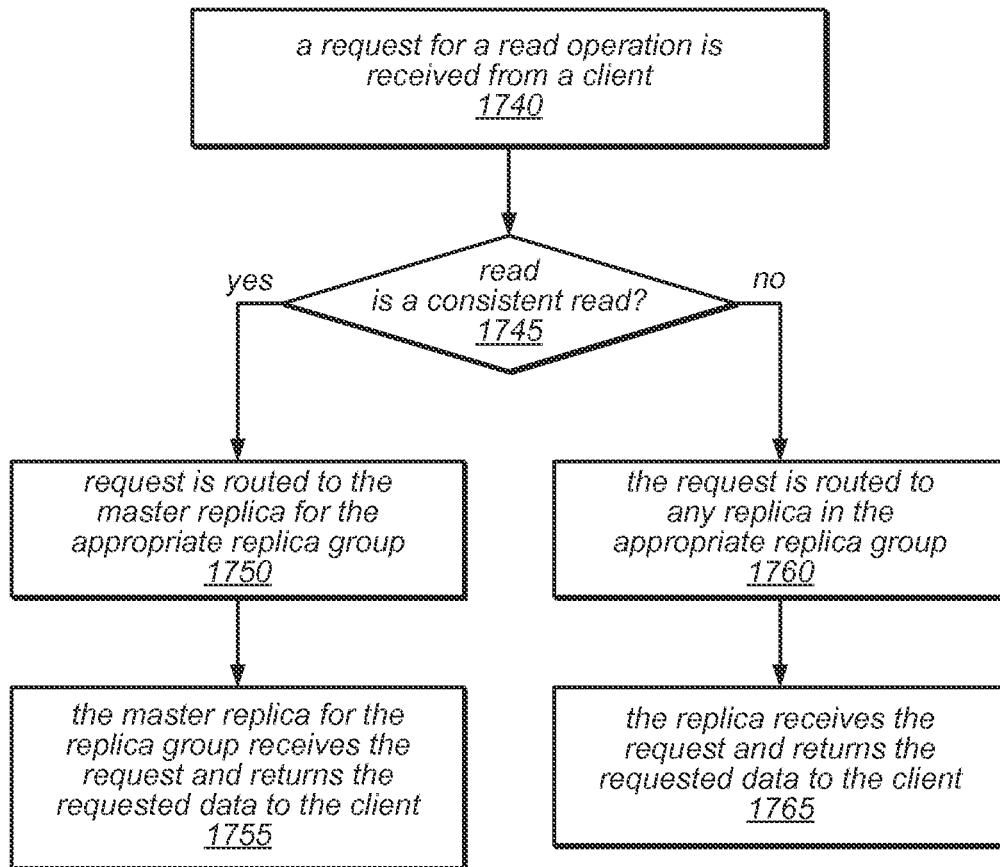 a request for a read operation is
received from a client
1740
read
is a consistent read?
1745
yes
no
request is routed to the
master replica for the
appropriate replica group
1750
the request is routed to
any replica in the
appropriate replica group
1760
the master replica for the
replica group receives the
request and returns the
requested data to the client
1755
the replica receives the
request and returns the
requested data to the client
1765